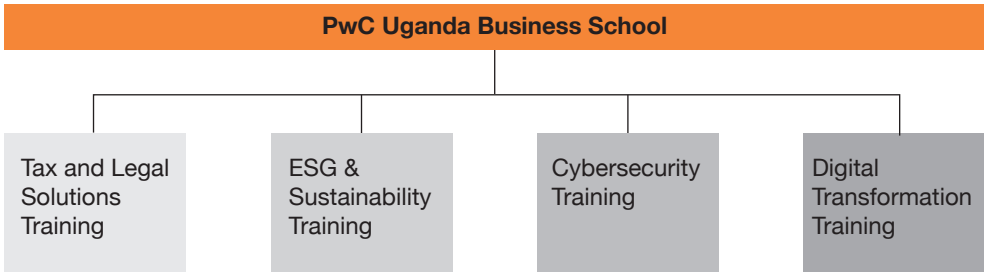 PwC Uganda Business School
Tax and Legal
Solutions
Training
ESG &
Sustainability
Training
Cybersecurity
Training
Digital
Transformation
Training